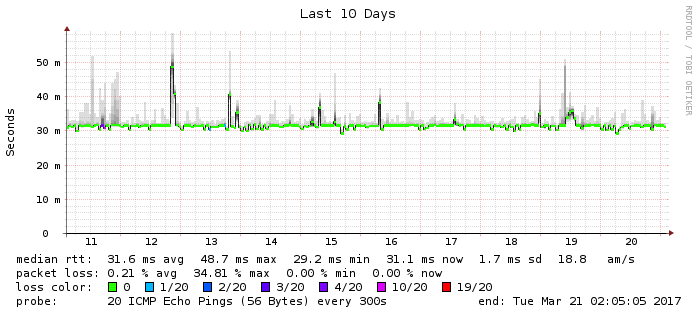 Last 10 Days
RRDTOOL / TOBI OETIKER
Seconds
50 m
40 m
30 m
20 m
10 m
0
11 12 13 14 15 16 17 18 19 20
median rtt: 31.6 ms avg 48.7 ms max 29.2 ms min 31.1 ms now 1.7 ms sd 18.8 am/s
packet loss: 0.21 % avg 34.81 % max 0.00 % min 0.00 % now
loss color: 0 1/20 2/20 3/20 4/20 10/20 19/20
probe: 20 ICMP Echo Pings (56 Bytes) every 300s end: Tue Mar 21 02:05:05 2017